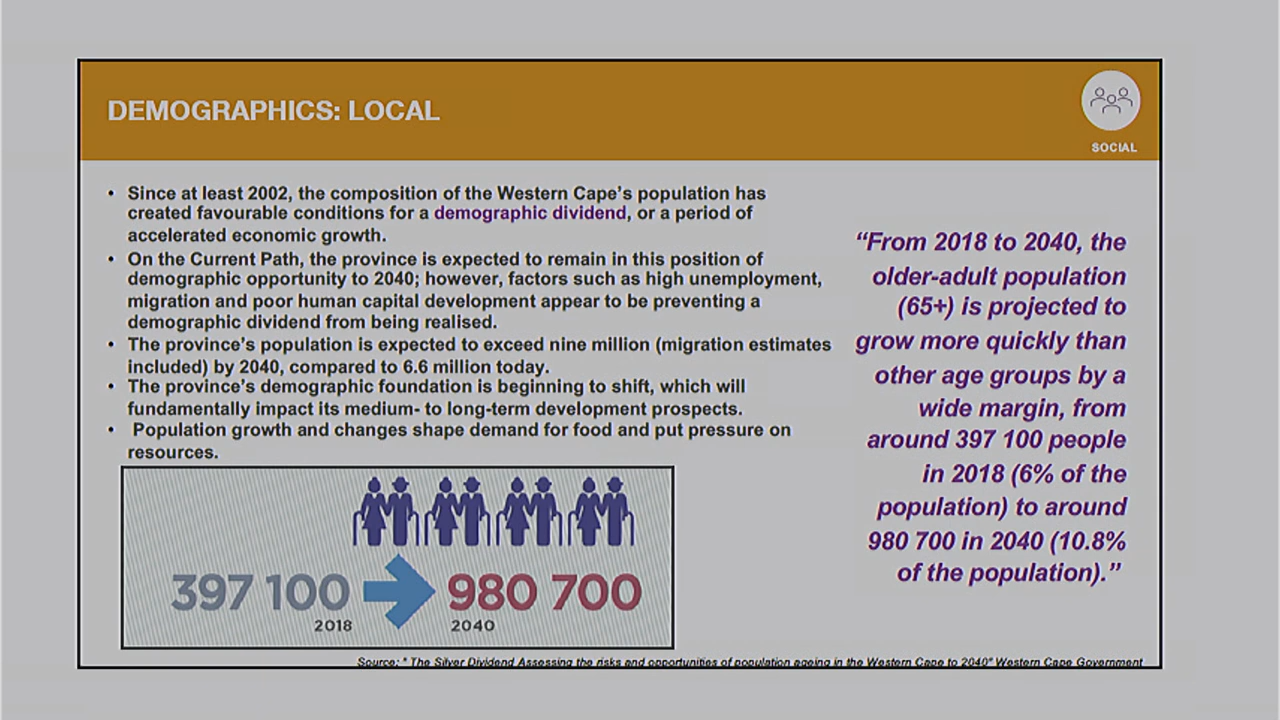 DEMOGRAPHICS: LOCAL
SOCIAL
• Since at least 2002, the composition of the Western Cape's population has
created favourable conditions for a demographic dividend, or a period of
accelerated economic growth.
• On the Current Path, the province is expected to remain in this position of
demographic opportunity to 2040; however, factors such as high unemployment,
migration and poor human capital development appear to be preventing a
demographic dividend from being realised.
• The province's population is expected to exceed nine million (migration estimates
included) by 2040, compared to 6.6 million today.
• The province's demographic foundation is beginning to shift, which will
fundamentally impact its medium- to long-term development prospects.
• Population growth and changes shape demand for food and put pressure on
resources.
“From 2018 to 2040, the
older-adult population
(65+) is projected to
grow more quickly than
other age groups by a
wide margin, from
around 397 100 people
in 2018 (6% of the
population) to around
980 700 in 2040 (10.8%
of the population).”
397 100 980 700
2018 2040
Source: " The Silver Dividend Assessing the risks and opportunities of population ageing in the Western Cape to 2040" Western Cape Government